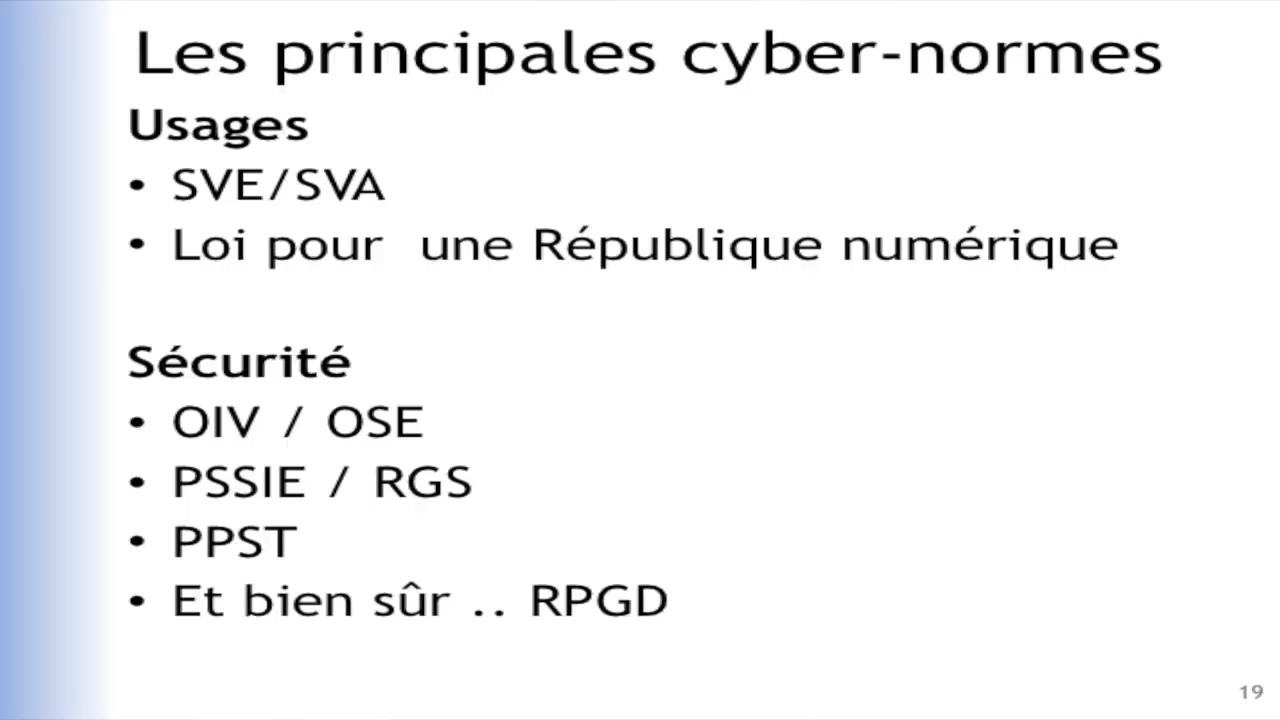 Les principales cyber-normes
Usages
• SVE/SVA
• Loi pour  une République numérique
Sécurité
• OIV / OSE
• PSSIE / RGS
• PPST
• Et bien sûr .. RPGD
19